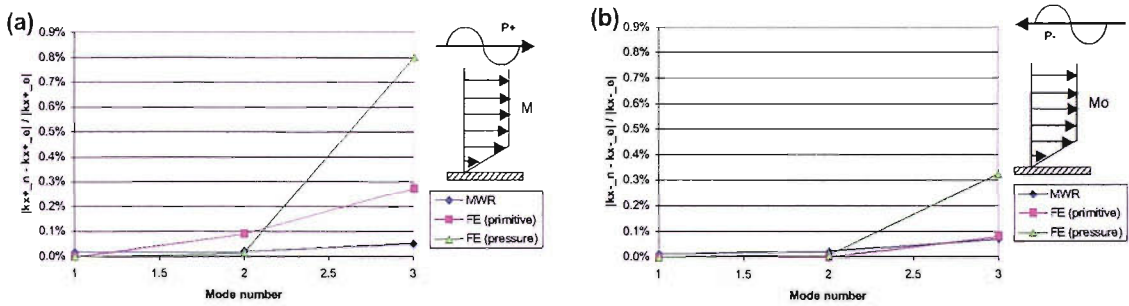 (a)
0.9%
0.8%
0.7%
0.6%
0.5%
0.4%
0.3%
0.2%
0.1%
0.0%
|kx+_n - kx+_o| / |kx+_o|
1 1.5 2 2.5 3
Mode number
P+
M
MWR
FE (primitive)
FE (pressure)
(b)
0.9%
0.8%
0.7%
0.6%
0.5%
0.4%
0.3%
0.2%
0.1%
0.0%
|kx-_n - kx-_o| / |kx-_o|
1 1.5 2 2.5 3
Mode number
P-
Mo
MWR
FE (primitive)
FE (pressure)